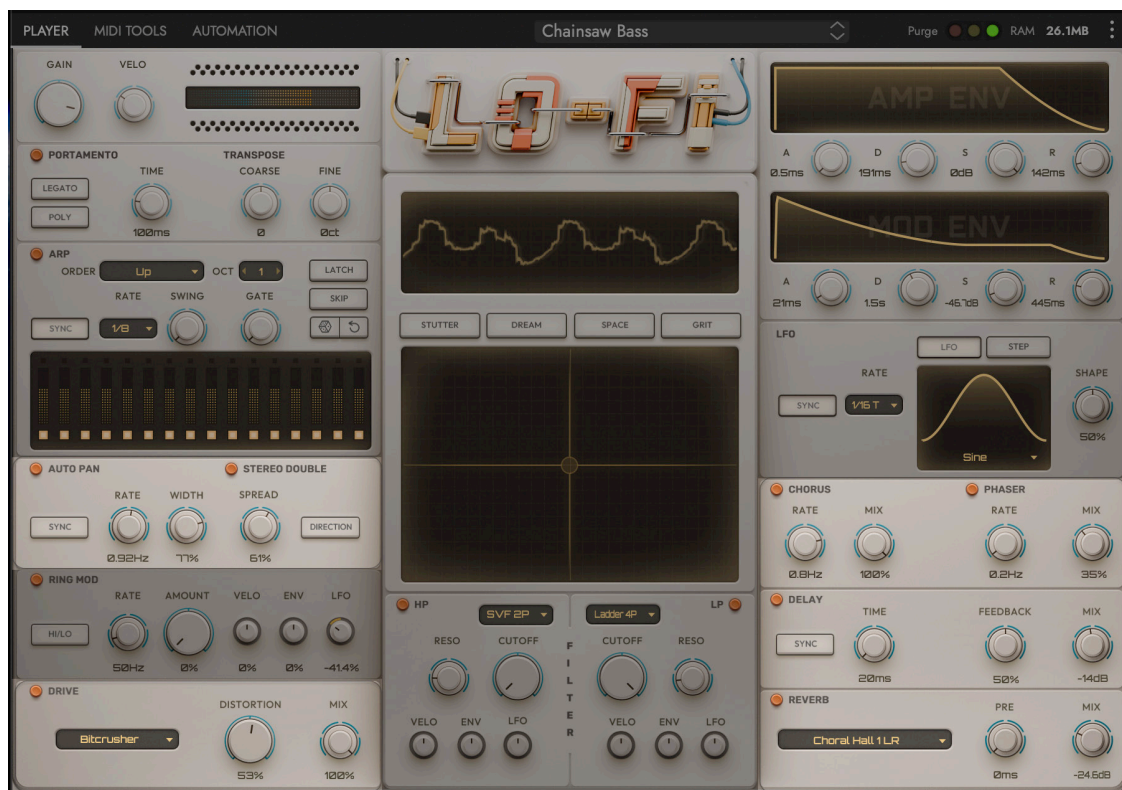 PLAYER MIDI TOOLS AUTOMATION Chainsaw Bass Purge RAM 26.1MB
GAIN VELO
LO-FI
PORTAMENTO TRANSPOSE
TIME COARSE FINE
LEGATO
POLY
100ms 0 0ct
ARP
ORDER Up OCT 1 LATCH
RATE SWING GATE SKIP
SYNC 1/8
AUTO PAN STEREO DOUBLE
RATE WIDTH SPREAD
SYNC DIRECTION
0.92Hz 77% 61%
RING MOD
RATE AMOUNT VELO ENV LFO
HI/LO
50Hz 0% 0% 0% -41.4%
DRIVE
DISTORTION MIX
Bitcrusher
53% 100%
STUTTER DREAM SPACE GRIT
HP SVF 2P Ladder 4P LP
RESO CUTOFF CUTOFF RESO
FILTER
VELO ENV LFO VELO ENV LFO
AMP ENV
A D S R
0.5ms 191ms 0dB 142ms
MOD ENV
A D S R
21ms 1.5s -46.7dB 445ms
LFO
LFO STEP
RATE SHAPE
SYNC 1/16 T
50%
Sine
CHORUS PHASER
RATE MIX RATE MIX
0.8Hz 100% 0.2Hz 35%
DELAY
TIME FEEDBACK MIX
SYNC
20ms 50% -14dB
REVERB
PRE MIX
Choral Hall 1 LR
0ms -24.6dB